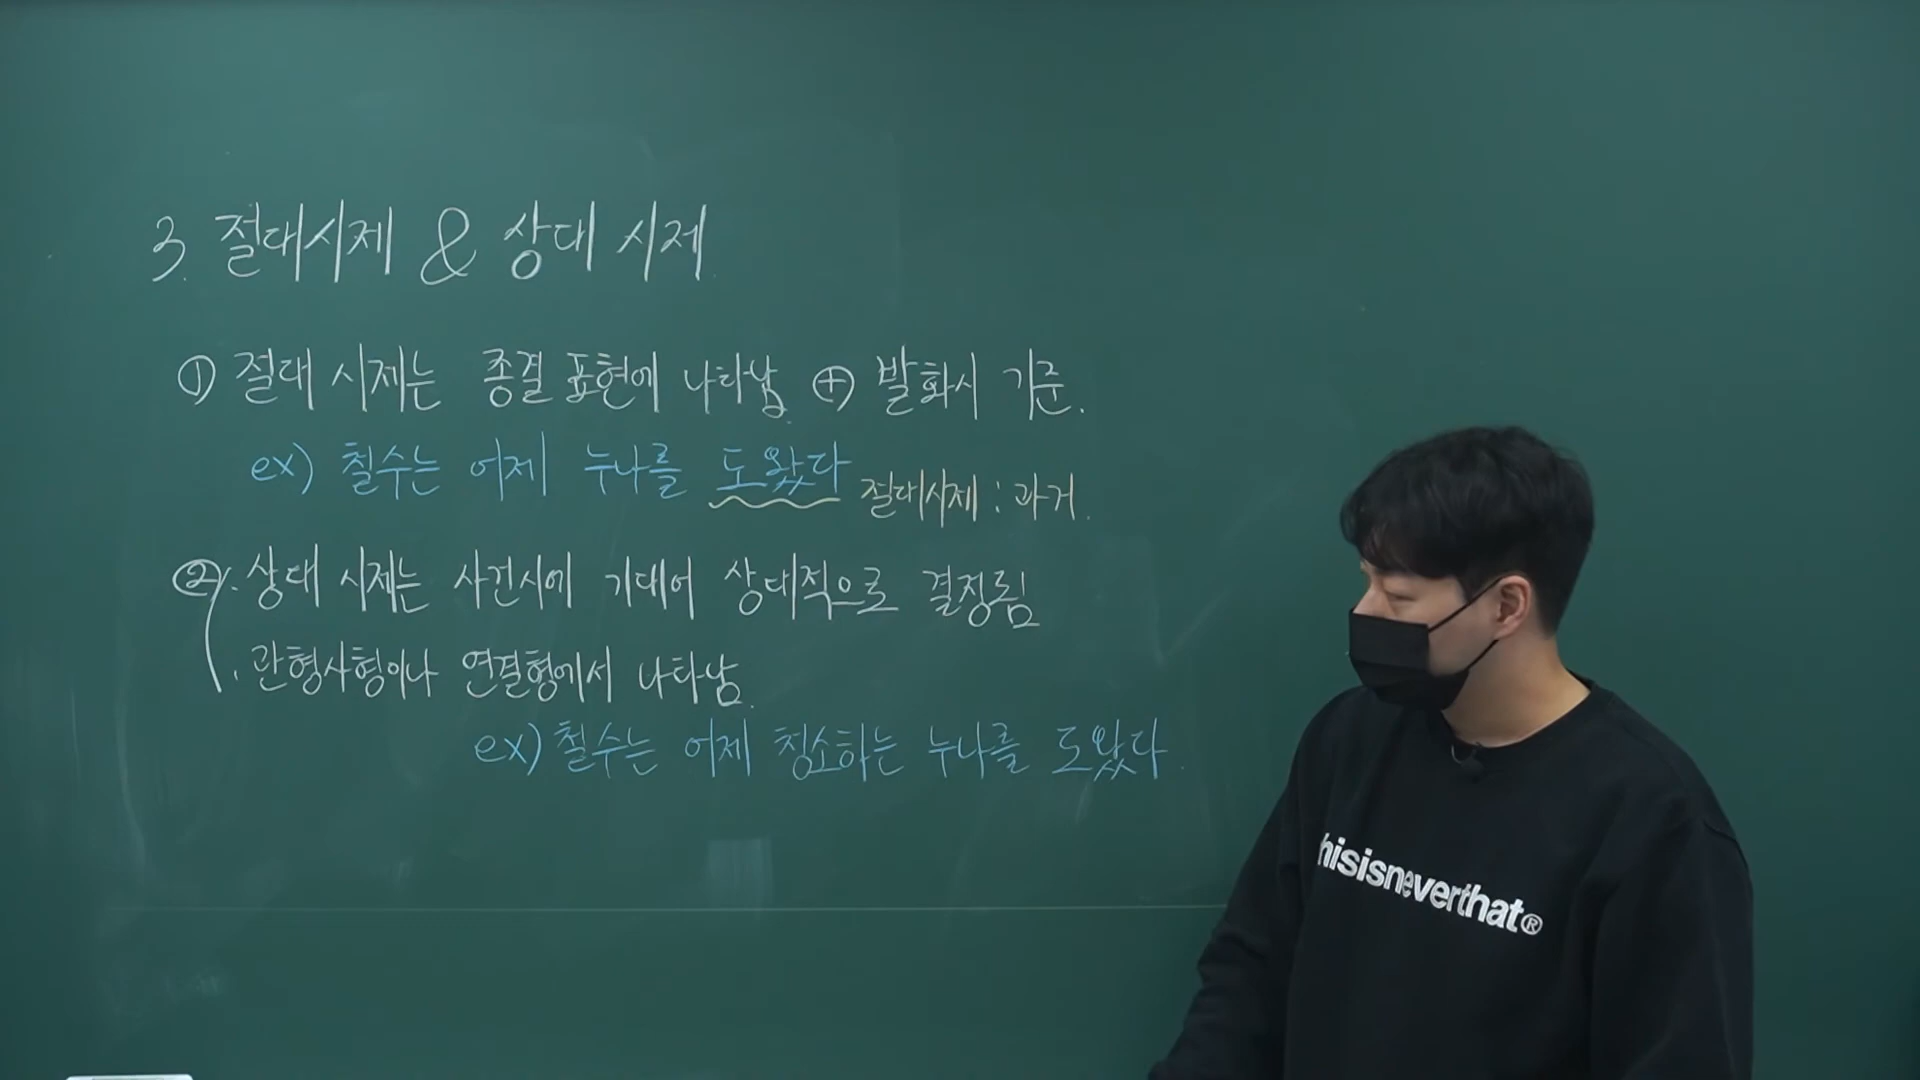 3. 절대시제 & 상대 시제
① 절대 시제는 종결 표현에 나타남. ⊕ 발화시 기준.
ex) 철수는 어제 누나를 도왔다 절대시제 : 과거.
②. 상대 시제는 사건시에 기대어 상대적으로 결정됨
. 관형사형이나 연결형에서 나타남.
ex) 철수는 어제 청소하는 누나를 도왔다.
hisisneverthat®